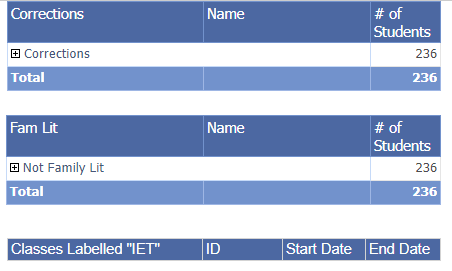 Corrections Name # of
Students
Corrections 236
Total 236
Fam Lit Name # of
Students
Not Family Lit 236
Total 236
Classes Labelled "IET" ID Start Date End Date